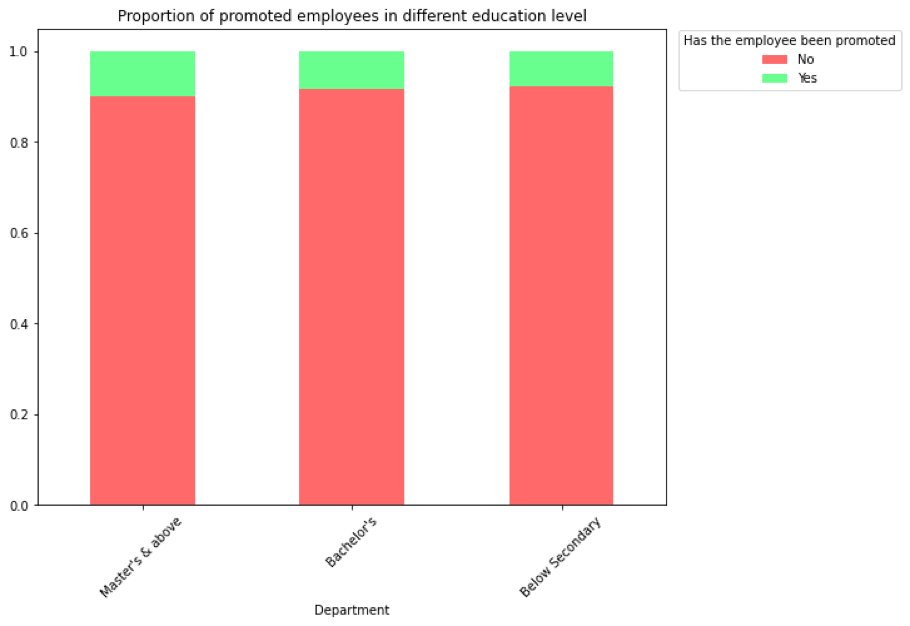 Proportion of promoted employees in different education level
Has the employee been promoted
No
Yes
1.0
0.8
0.6
0.4
0.2
0.0
Master's & above
Bachelor's
Below Secondary
Department